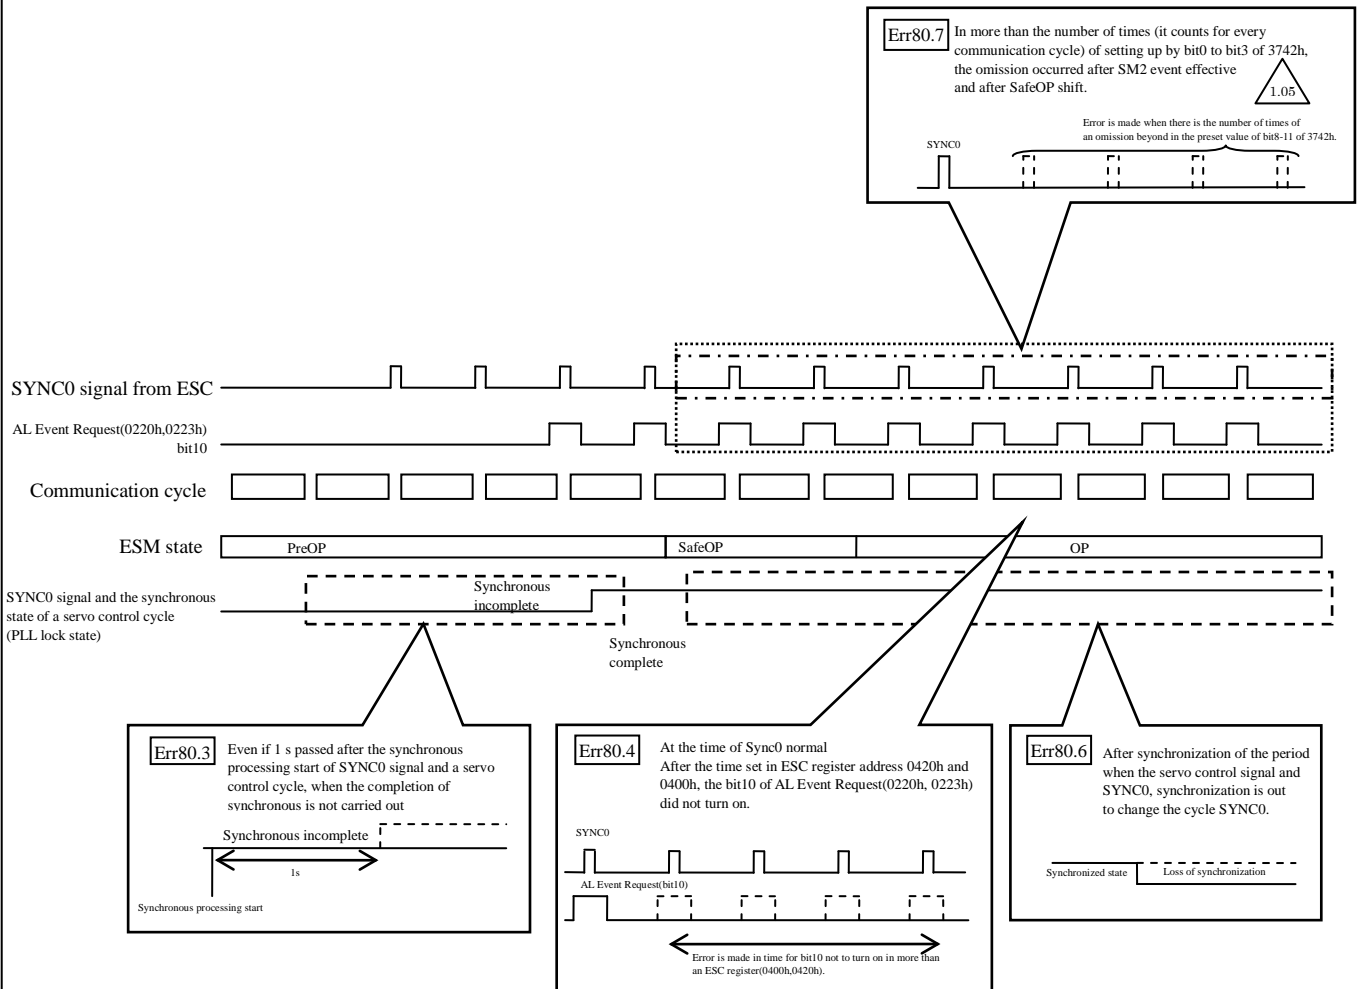 Err80.7
In more than the number of times (it counts for every
communication cycle) of setting up by bit0 to bit3 of 3742h,
the omission occurred after SM2 event effective
and after SafeOP shift.
1.05
Error is made when there is the number of times of
an omission beyond in the preset value of bit8-11 of 3742h.
SYNC0
SYNC0 signal from ESC
AL Event Request(0220h,0223h)
bit10
Communication cycle
ESM state
PreOP
SafeOP
OP
SYNC0 signal and the synchronous
state of a servo control cycle
(PLL lock state)
Synchronous
incomplete
Synchronous
complete
Err80.3
Even if 1 s passed after the synchronous
processing start of SYNC0 signal and a servo
control cycle, when the completion of
synchronous is not carried out
Synchronous incomplete
1s
Synchronous processing start
Err80.4
At the time of Sync0 normal
After the time set in ESC register address 0420h and
0400h, the bit10 of AL Event Request(0220h, 0223h)
did not turn on.
SYNC0
AL Event Request(bit10)
Error is made in time for bit10 not to turn on in more than
an ESC register(0400h,0420h).
Err80.6
After synchronization of the period
when the servo control signal and
SYNC0, synchronization is out
to change the cycle SYNC0.
Synchronized state
Loss of synchronization